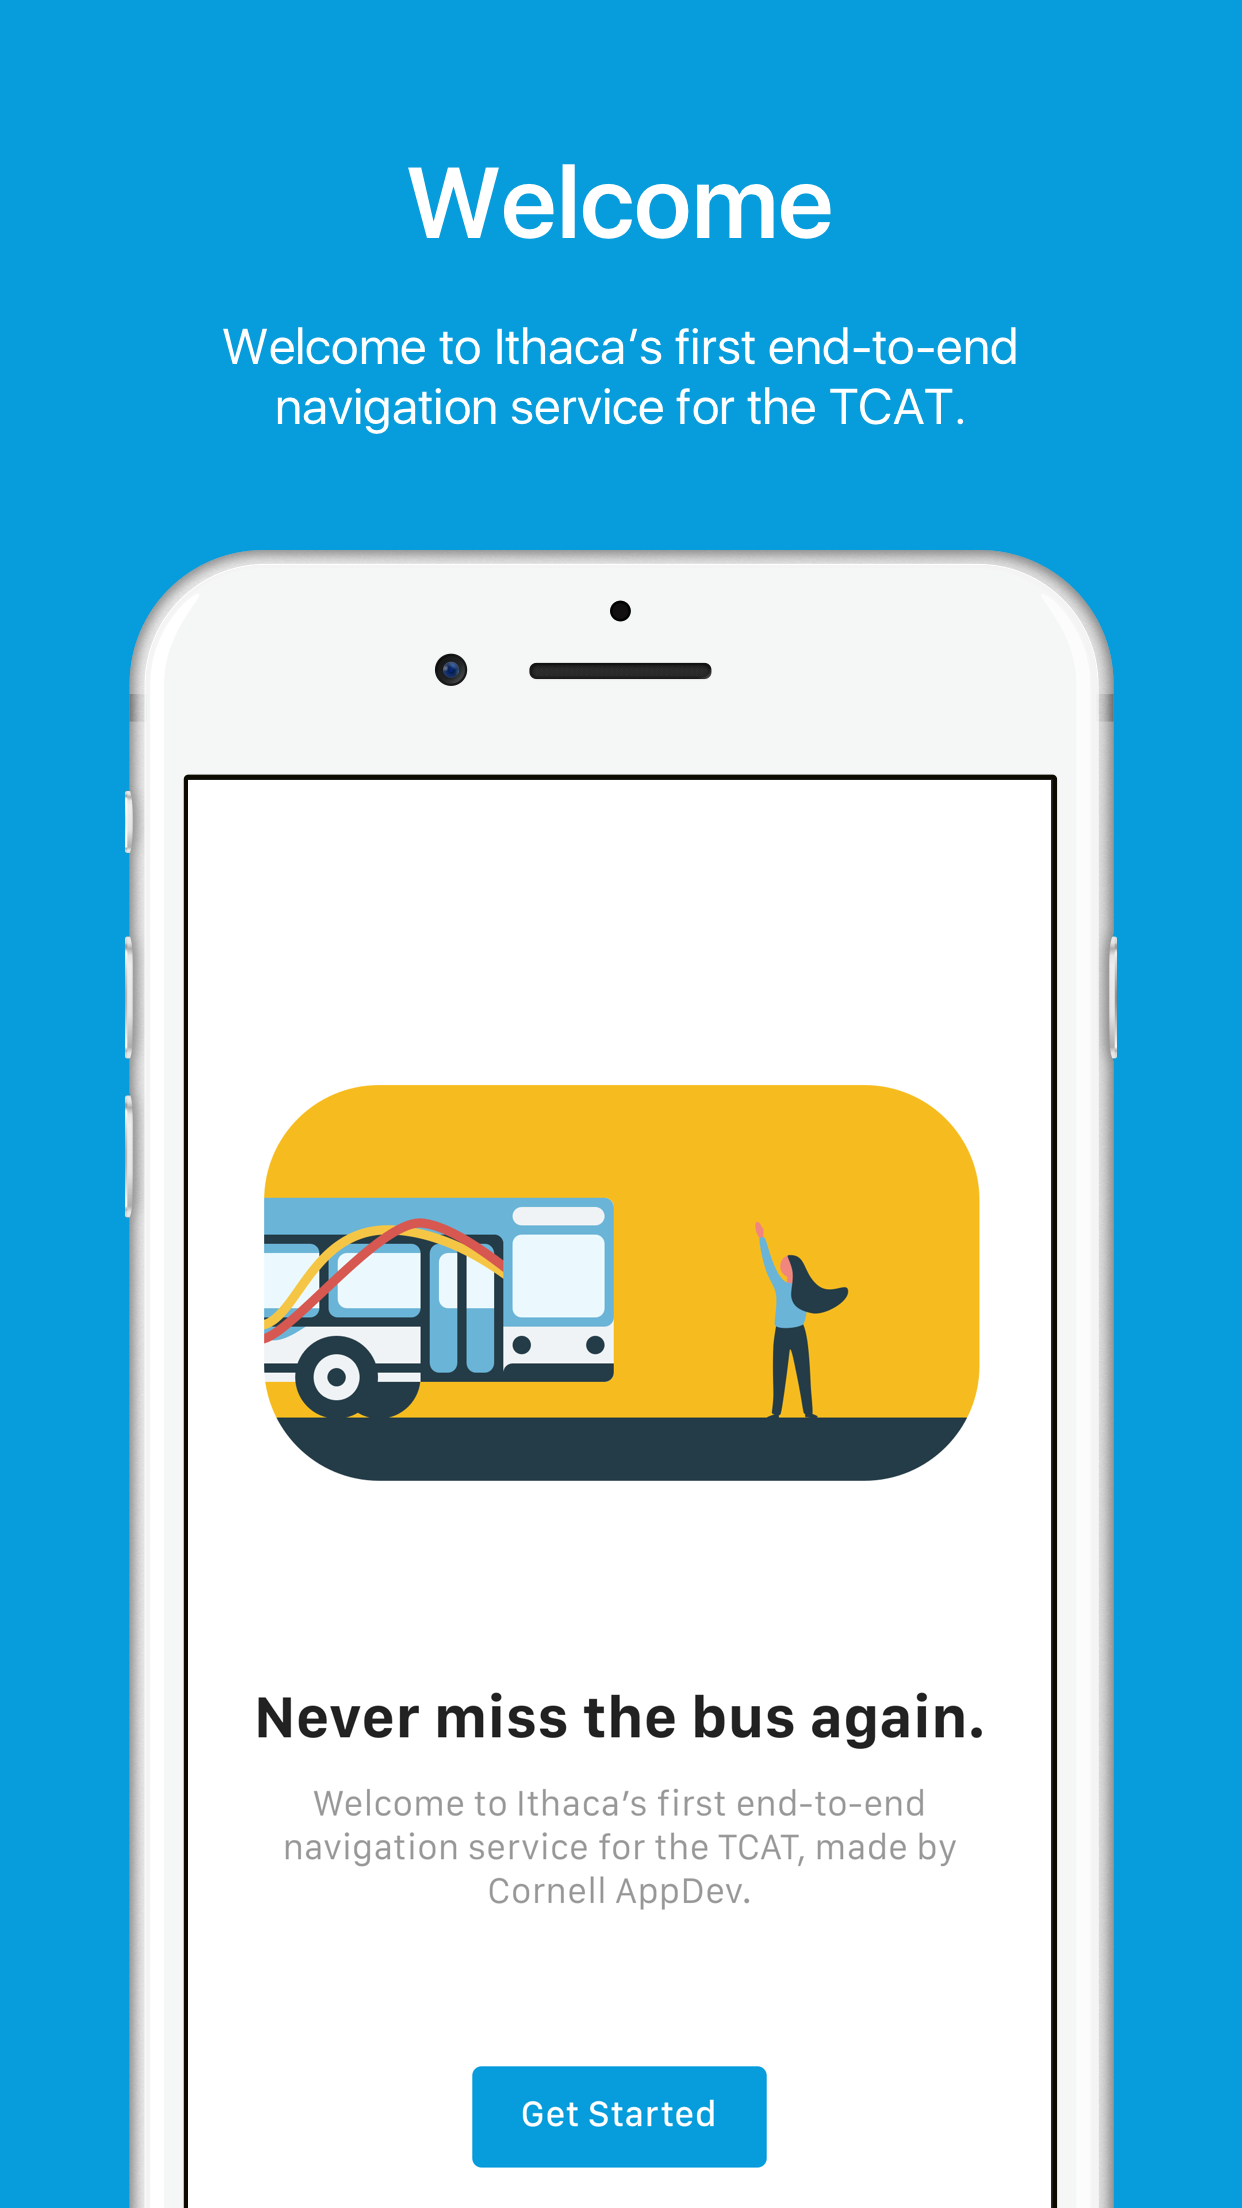 Welcome
Welcome to Ithaca’s first end-to-end
navigation service for the TCAT.
Never miss the bus again.
Welcome to Ithaca’s first end-to-end
navigation service for the TCAT, made by
Cornell AppDev.
Get Started